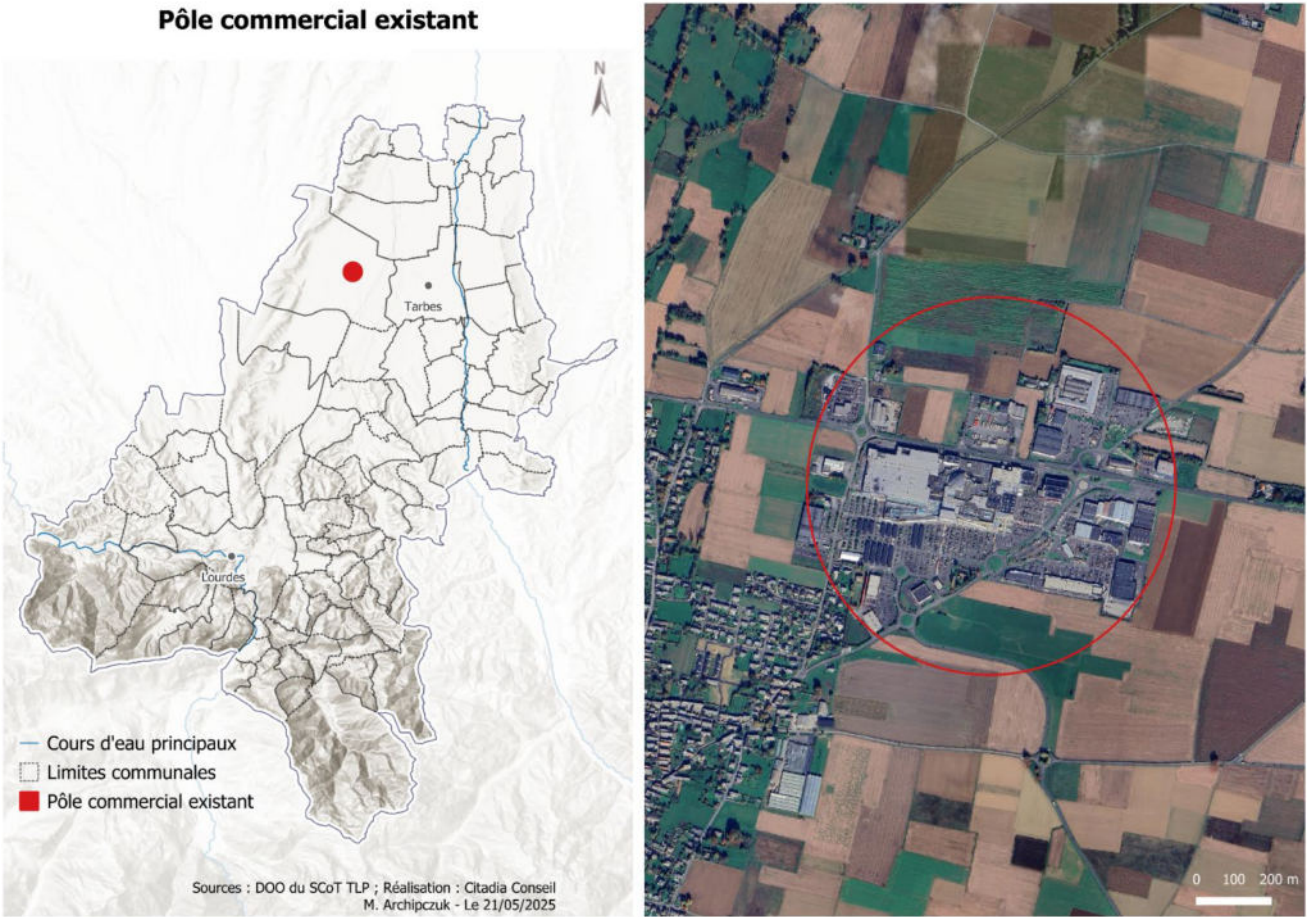 Pôle commercial existant
N
Tarbes
Lourdes
Cours d'eau principaux
Limites communales
Pôle commercial existant
Sources : DOO du SCoT TLP ; Réalisation : Citadia Conseil
M. Archipczuk - Le 21/05/2025
0 100 200 m